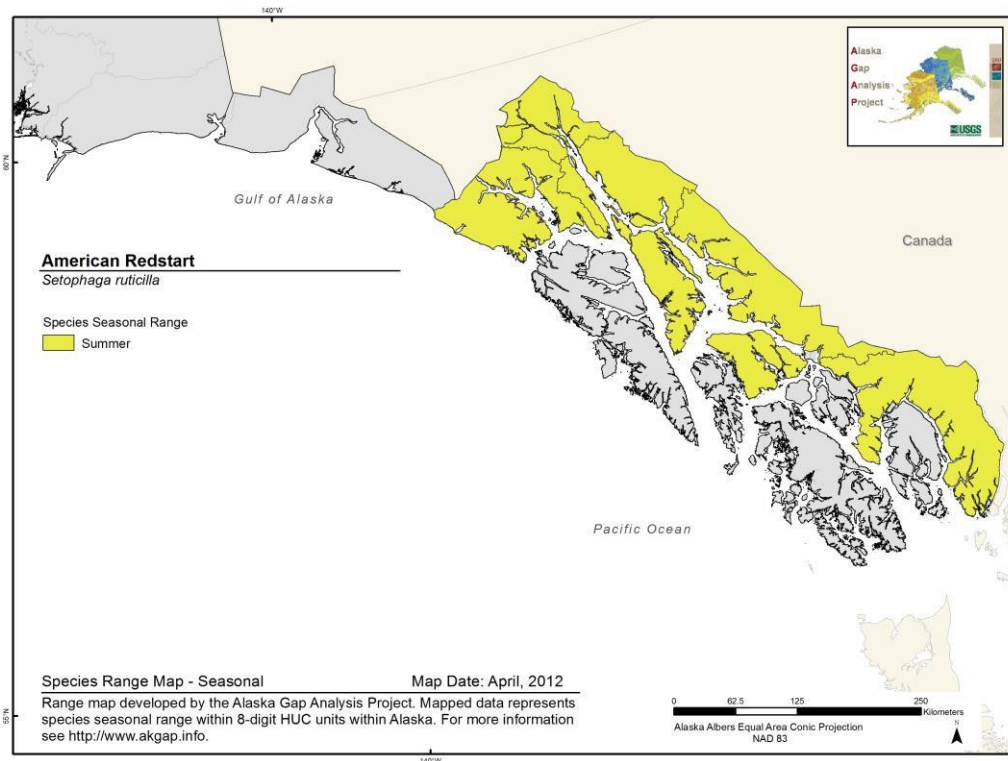 140°W
Alaska
Gap
Analysis
Project
USGS
60°N
Gulf of Alaska
Canada
American Redstart
Setophaga ruticilla
Species Seasonal Range
Summer
Pacific Ocean
Species Range Map - Seasonal Map Date: April, 2012
Range map developed by the Alaska Gap Analysis Project. Mapped data represents
species seasonal range within 8-digit HUC units within Alaska. For more information
see http://www.akgap.info.
0 62.5 125 250
Kilometers
Alaska Albers Equal Area Conic Projection
NAD 83
N
55°N
140°W